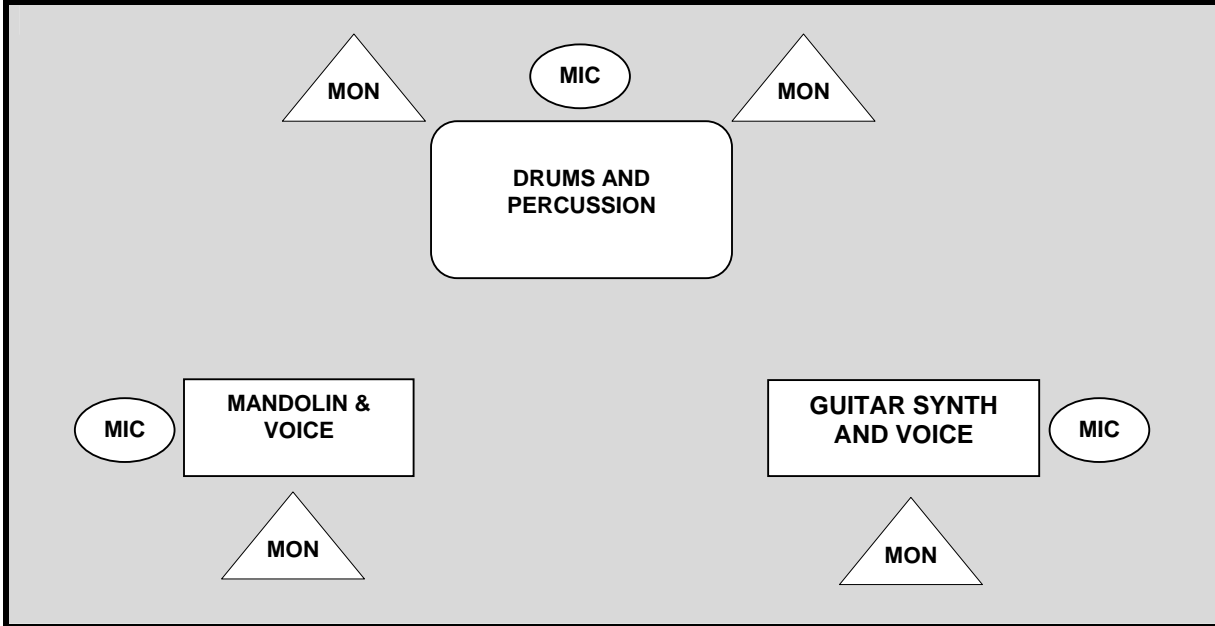 MON
MIC
MON
DRUMS AND
PERCUSSION
MIC
MANDOLIN &
VOICE
GUITAR SYNTH
AND VOICE
MIC
MON
MON